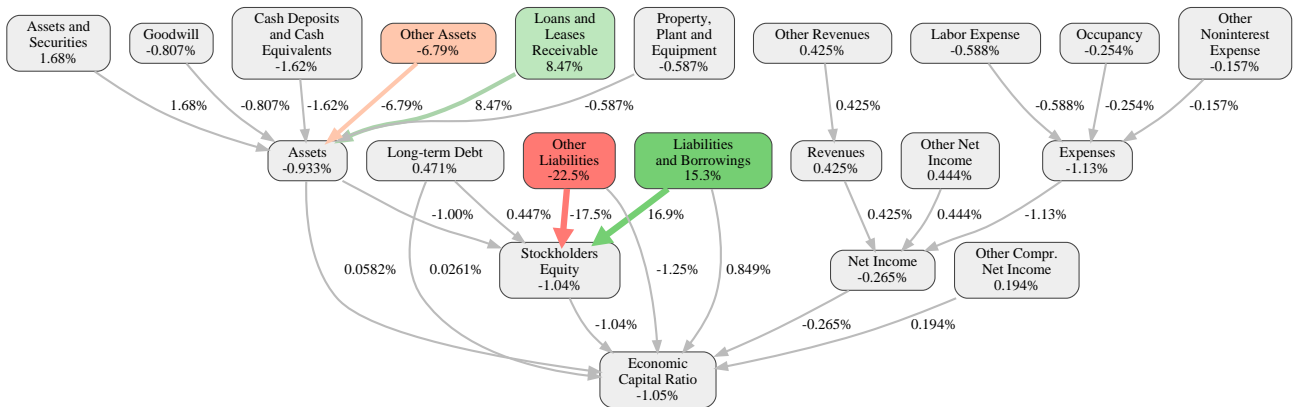 Assets and
Securities
1.68%
Goodwill
-0.807%
Cash Deposits
and Cash
Equivalents
-1.62%
Other Assets
-6.79%
Loans and
Leases
Receivable
8.47%
Property,
Plant and
Equipment
-0.587%
Other Revenues
0.425%
Labor Expense
-0.588%
Occupancy
-0.254%
Other
Noninterest
Expense
-0.157%
1.68%
-0.807%
-1.62%
-6.79%
8.47%
-0.587%
0.425%
-0.588%
-0.254%
-0.157%
Assets
-0.933%
Long-term Debt
0.471%
Other
Liabilities
-22.5%
Liabilities
and Borrowings
15.3%
Revenues
0.425%
Other Net
Income
0.444%
Expenses
-1.13%
-1.00%
0.447%
-17.5%
16.9%
0.425%
0.444%
-1.13%
Stockholders
Equity
-1.04%
Net Income
-0.265%
Other Compr.
Net Income
0.194%
0.0582%
0.0261%
-1.25%
0.849%
-1.04%
-0.265%
0.194%
Economic
Capital Ratio
-1.05%